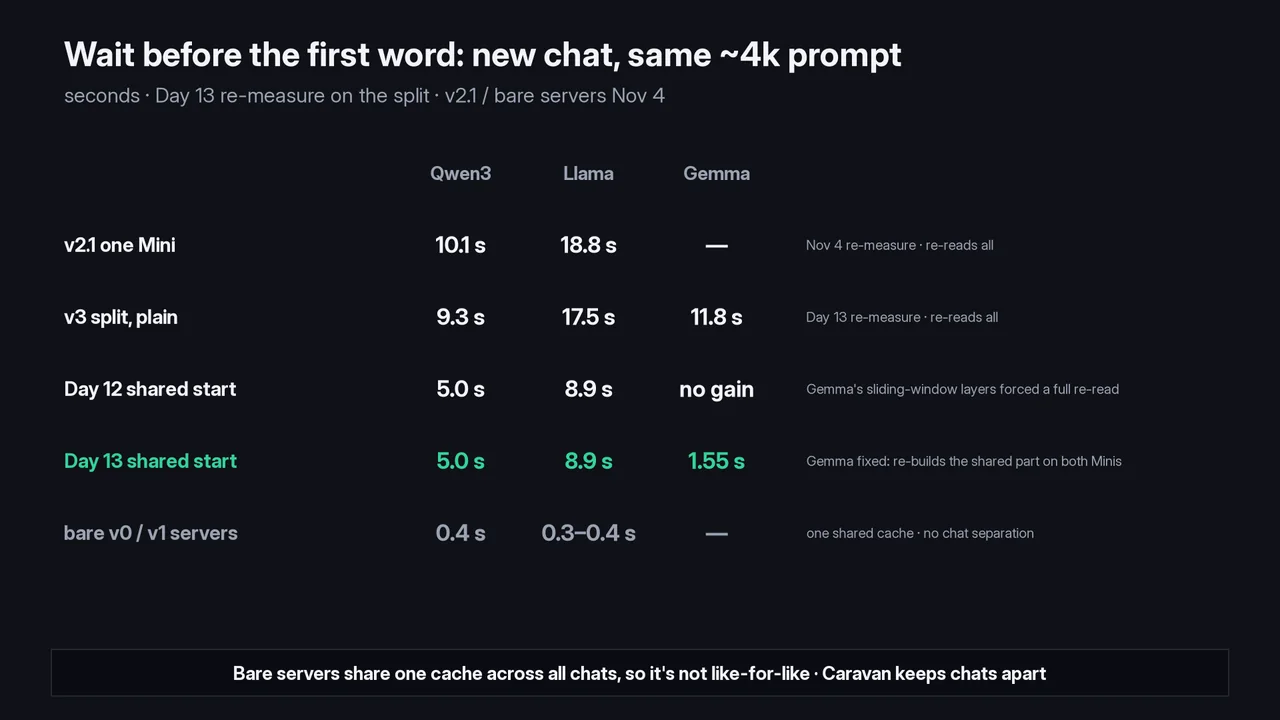 Wait before the first word: new chat, same ~4k prompt
seconds · Day 13 re-measure on the split · v2.1 / bare servers Nov 4
Qwen3 Llama Gemma
v2.1 one Mini 10.1 s 18.8 s — Nov 4 re-measure · re-reads all
v3 split, plain 9.3 s 17.5 s 11.8 s Day 13 re-measure · re-reads all
Day 12 shared start 5.0 s 8.9 s no gain Gemma's sliding-window layers forced a full re-read
Day 13 shared start 5.0 s 8.9 s 1.55 s Gemma fixed: re-builds the shared part on both Minis
bare v0 / v1 servers 0.4 s 0.3–0.4 s — one shared cache · no chat separation
Bare servers share one cache across all chats, so it's not like-for-like · Caravan keeps chats apart